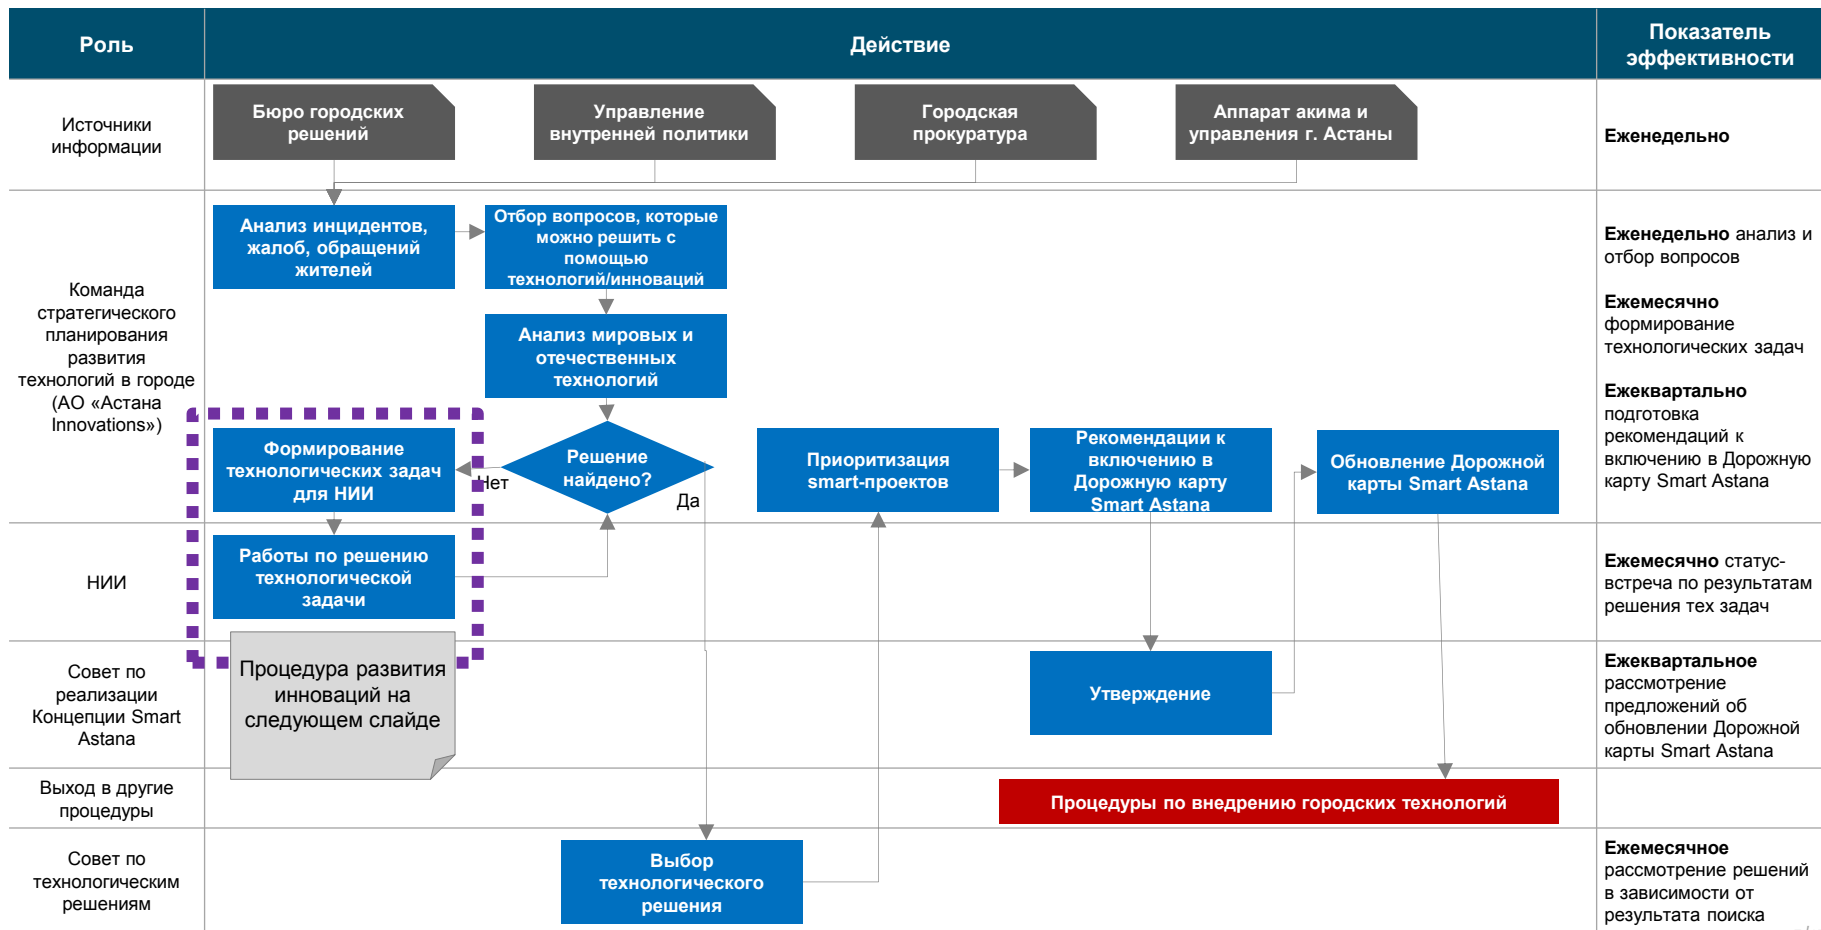 Роль
Действие
Показатель
эффективности
Источники
информации
Бюро городских
решений
Управление
внутренней политики
Городская
прокуратура
Аппарат акима и
управления г. Астаны
Еженедельно
Команда
стратегического
планирования
развития
технологий в городе
(АО «Астана
Innovations»)
Анализ инцидентов,
жалоб, обращений
жителей
Отбор вопросов, которые
можно решить с
помощью
технологий/инноваций
Анализ мировых и
отечественных
технологий
Формирование
технологических задач
для НИИ
Нет
Решение
найдено?
Да
Приоритизация
smart-проектов
Рекомендации к
включению в
Дорожную карту
Smart Astana
Обновление Дорожной
карты Smart Astana
Еженедельно анализ и
отбор вопросов
Ежемесячно
формирование
технологических задач
Ежеквартально
подготовка
рекомендаций к
включению в Дорожную
карту Smart Astana
НИИ
Работы по решению
технологической
задачи
Ежемесячно статус-
встреча по результатам
решения тех задач
Совет по
реализации
Концепции Smart
Astana
Процедура развития
инноваций на
следующем слайде
Утверждение
Ежеквартальное
рассмотрение
предложений об
обновлении Дорожной
карты Smart Astana
Выход в другие
процедуры
Процедуры по внедрению городских технологий
Совет по
технологическим
решениям
Выбор
технологического
решения
Ежемесячное
рассмотрение решений
в зависимости от
результата поиска